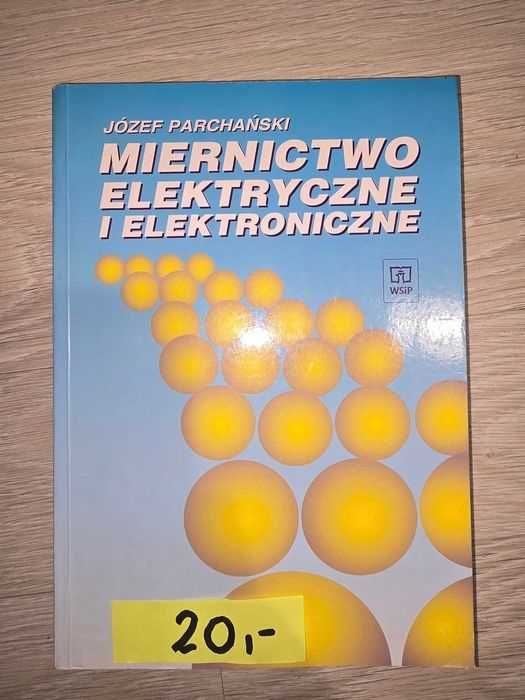 JÓZEF PARCHAŃSKI
MIERNICTWO
ELEKTRYCZNE
I ELEKTRONICZNE
WSiP
20,-